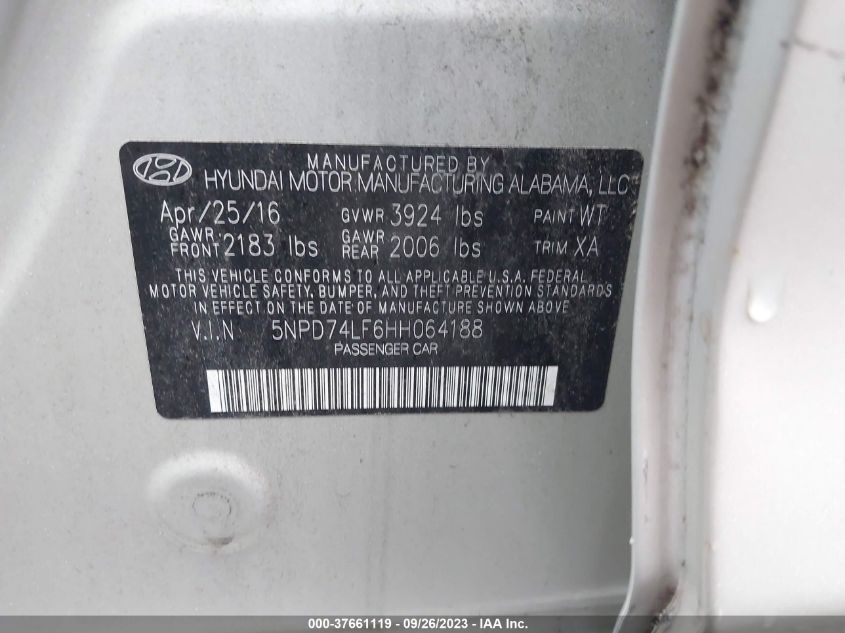 MANUFACTURED BY
HYUNDAI MOTOR MANUFACTURING ALABAMA, LLC
Apr/25/16 GVWR 3924 lbs PAINT WT
GAWR FRONT 2183 lbs GAWR REAR 2006 lbs TRIM XA
THIS VEHICLE CONFORMS TO ALL APPLICABLE U.S.A. FEDERAL
MOTOR VEHICLE SAFETY, BUMPER, AND THEFT PREVENTION STANDARDS
IN EFFECT ON THE DATE OF MANUFACTURE SHOWN ABOVE
V.I.N 5NPD74LF6HH064188
PASSENGER CAR
000-37661119 - 09/26/2023 - IAA Inc.